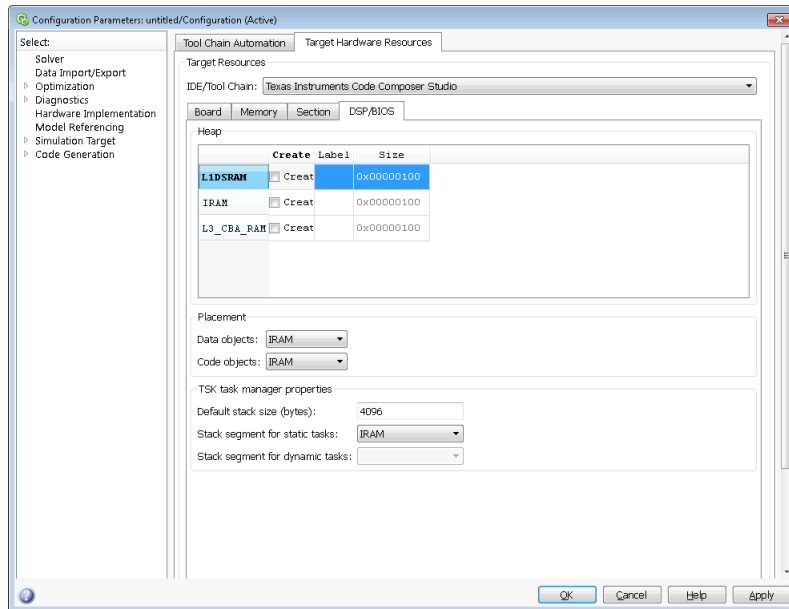 Configuration Parameters: untitled/Configuration (Active)
Select:
Solver
Data Import/Export
Optimization
Diagnostics
Hardware Implementation
Model Referencing
Simulation Target
Code Generation
Tool Chain Automation
Target Hardware Resources
Target Resources
IDE/Tool Chain: Texas Instruments Code Composer Studio
Board Memory Section DSP/BIOS
Heap
Create Label Size
L1DSRAM Creat 0x00000100
IRAM Creat 0x00000100
L3_CBA_RAM Creat 0x00000100
Placement
Data objects: IRAM
Code objects: IRAM
TSK task manager properties
Default stack size (bytes): 4096
Stack segment for static tasks: IRAM
Stack segment for dynamic tasks:
OK Cancel Help Apply